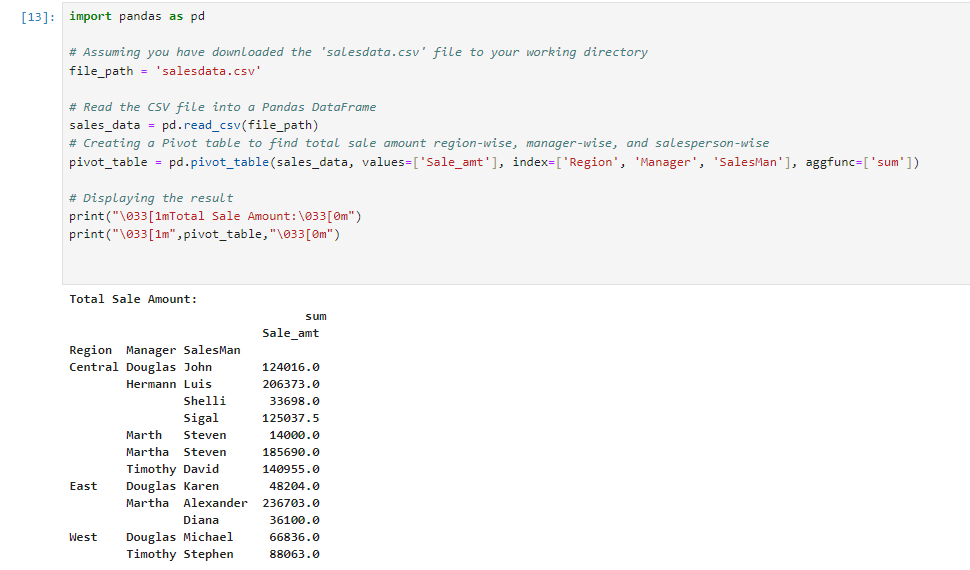 [13]: import pandas as pd
# Assuming you have downloaded the 'salesdata.csv' file to your working directory
file_path = 'salesdata.csv'
# Read the CSV file into a Pandas DataFrame
sales_data = pd.read_csv(file_path)
# Creating a Pivot table to find total sale amount region-wise, manager-wise, and salesperson-wise
pivot_table = pd.pivot_table(sales_data, values=['Sale_amt'], index=['Region', 'Manager', 'SalesMan'], aggfunc=['sum'])
# Displaying the result
print("\033[1mTotal Sale Amount:\033[0m")
print("\033[1m",pivot_table,"\033[0m")
Total Sale Amount:
sum
Sale_amt
Region Manager SalesMan
Central Douglas John 124016.0
Hermann Luis 206373.0
Shelli 33698.0
Sigal 125037.5
Marth Steven 14000.0
Martha Steven 185690.0
Timothy David 140955.0
East Douglas Karen 48204.0
Martha Alexander 236703.0
Diana 36100.0
West Douglas Michael 66836.0
Timothy Stephen 88063.0